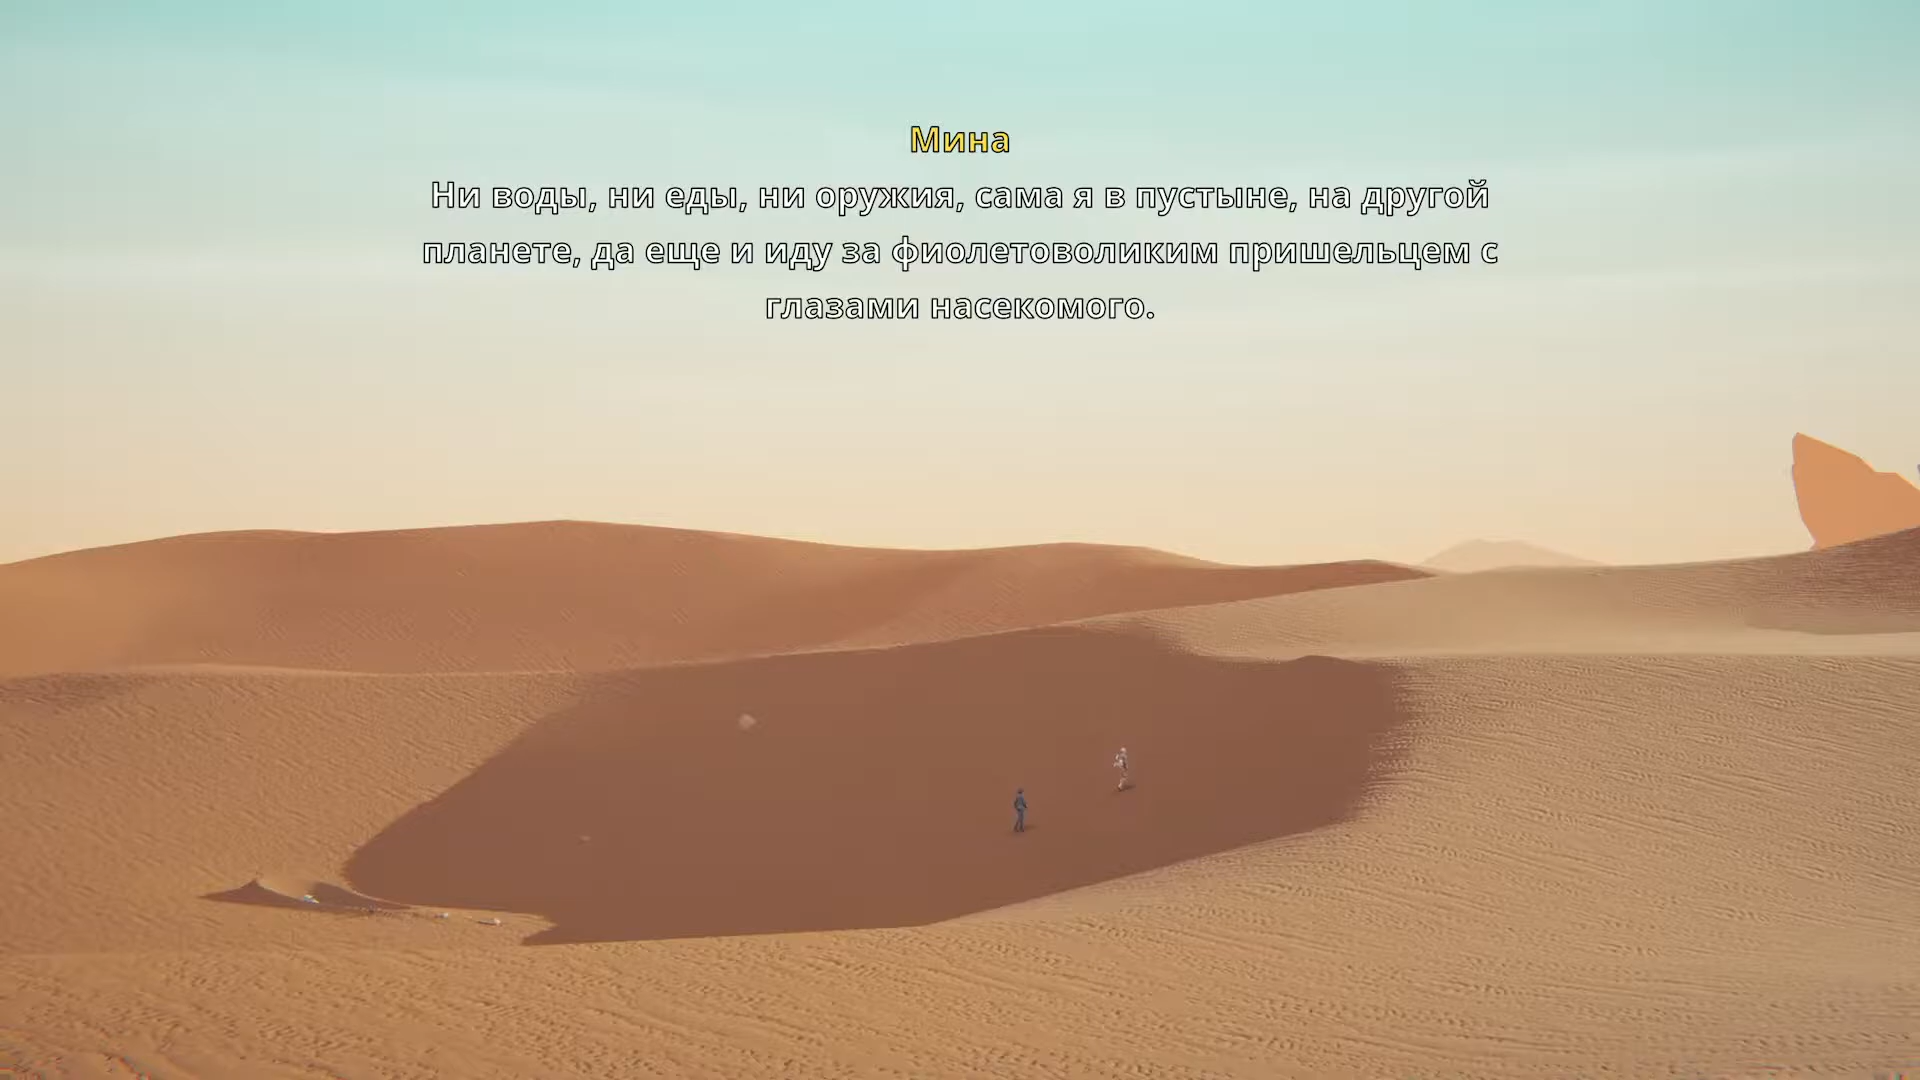 Мина
Ни воды, ни еды, ни оружия, сама я в пустыне, на другой
планете, да еще и иду за фиолетоволиким пришельцем с
глазами насекомого.